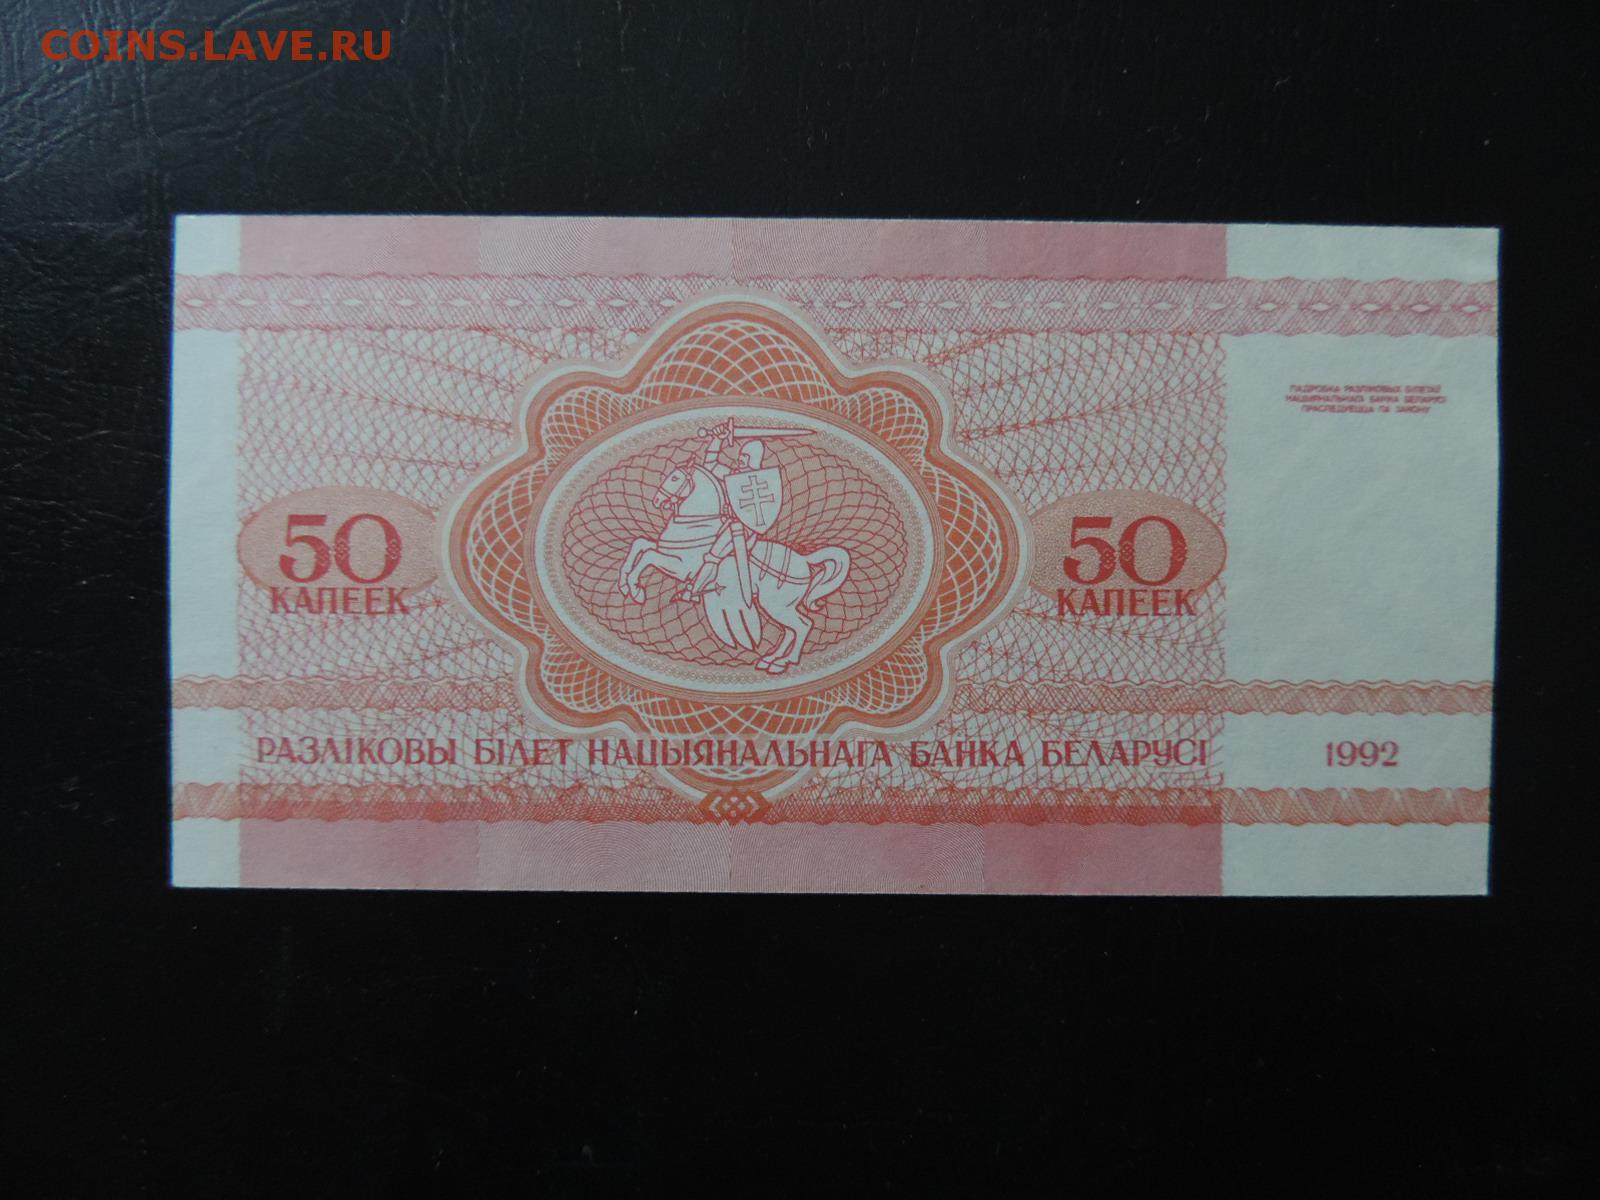 COINS.LAVE.RU
ПАДРОБКА РАЗЛІКОВЫХ БІЛЕТАЎ
НАЦЫЯНАЛЬНАГА БАНКА БЕЛАРУСІ
ПРАСЛЕДУЕЦЦА ПА ЗАКОНУ
50 50
КАПЕЕК КАПЕЕК
РАЗЛІКОВЫ БІЛЕТ НАЦЫЯНАЛЬНАГА БАНКА БЕЛАРУСІ 1992